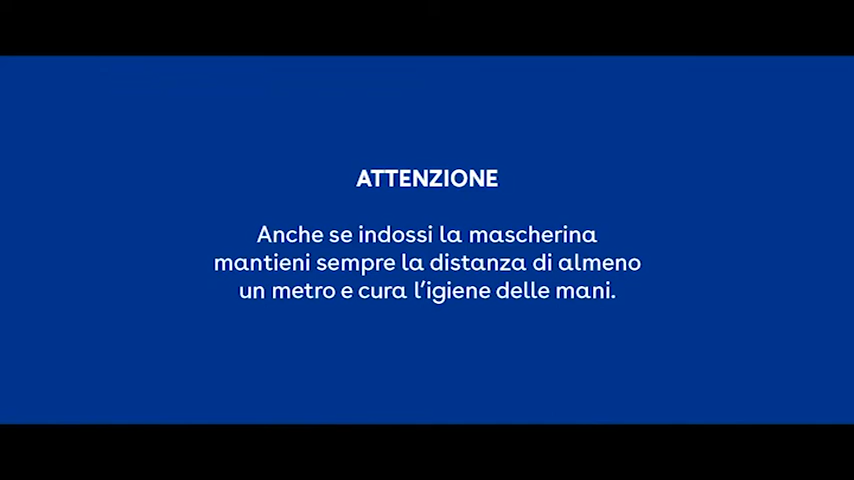 ATTENZIONE
Anche se indossi la mascherina
mantieni sempre la distanza di almeno
un metro e cura l’igiene delle mani.